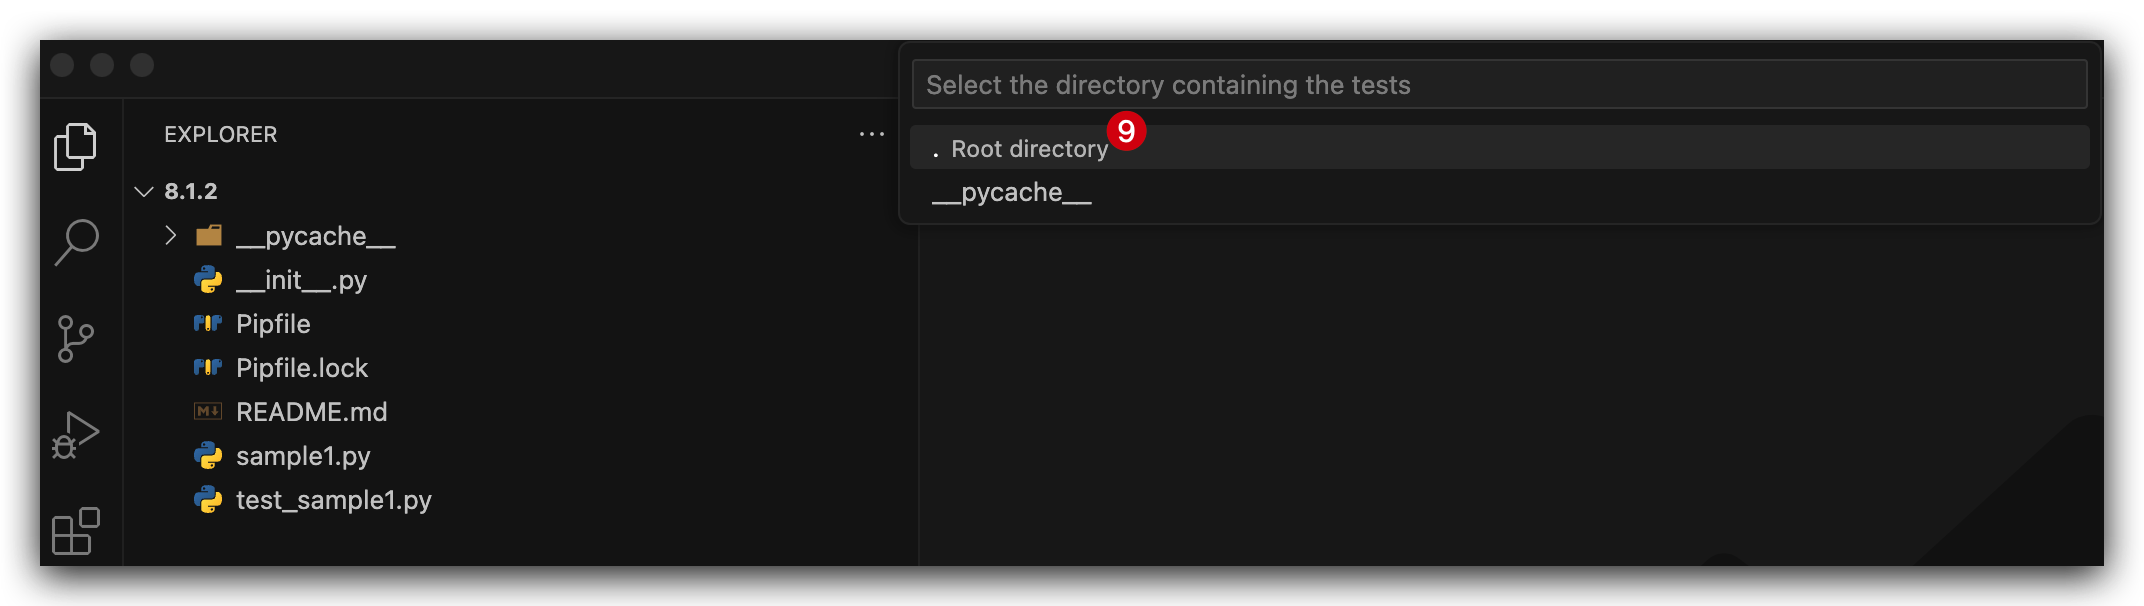 EXPLORER
8.1.2
__pycache__
__init__.py
Pipfile
Pipfile.lock
M README.md
sample1.py
test_sample1.py
Select the directory containing the tests
. Root directory 9
__pycache__